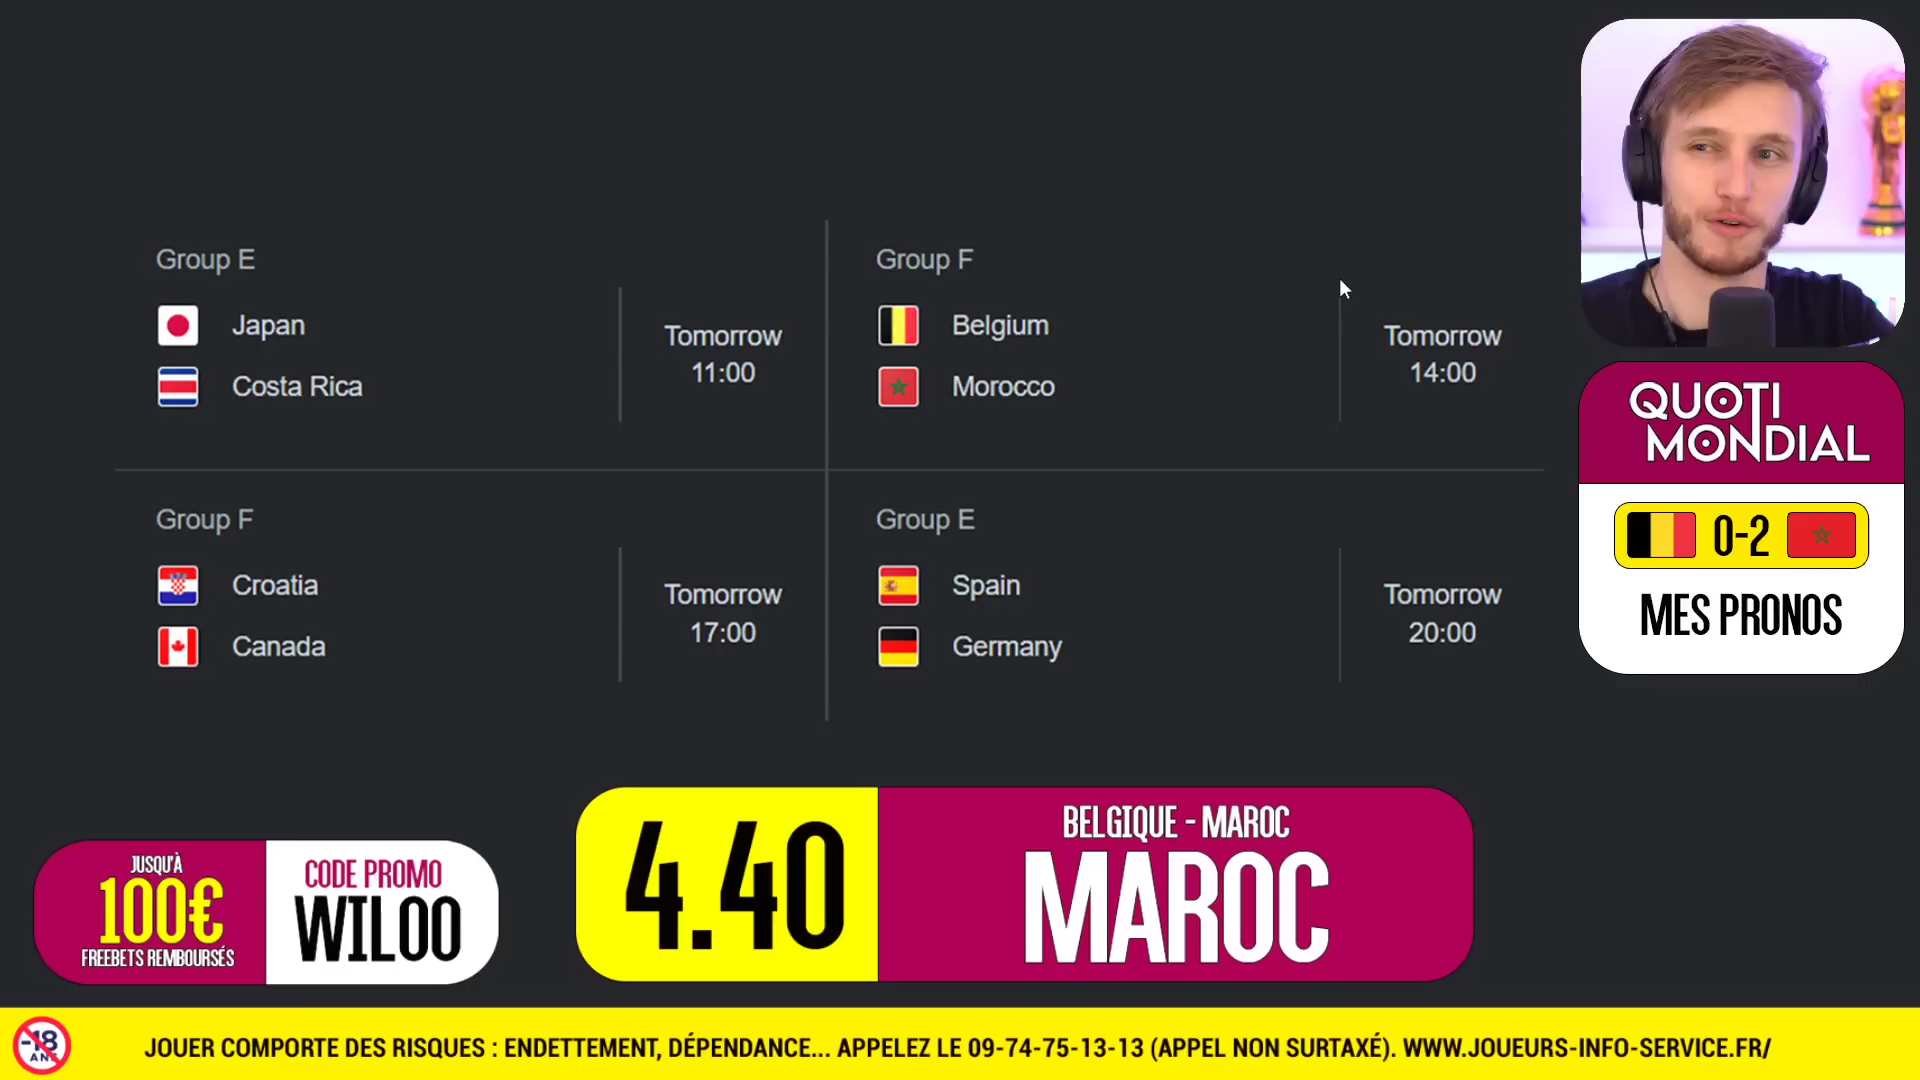 Group E
Japan
Costa Rica
Tomorrow
11:00
Group F
Belgium
Morocco
Tomorrow
14:00
Group F
Croatia
Canada
Tomorrow
17:00
Group E
Spain
Germany
Tomorrow
20:00
QUOTI
MONDIAL
0-2
MES PRONOS
JUSQU'À
100€
FREEBETS REMBOURSÉS
CODE PROMO
WILOO
4.40
BELGIQUE - MAROC
MAROC
-18
ANS
JOUER COMPORTE DES RISQUES : ENDETTEMENT, DÉPENDANCE... APPELEZ LE 09-74-75-13-13 (APPEL NON SURTAXÉ). WWW.JOUEURS-INFO-SERVICE.FR/